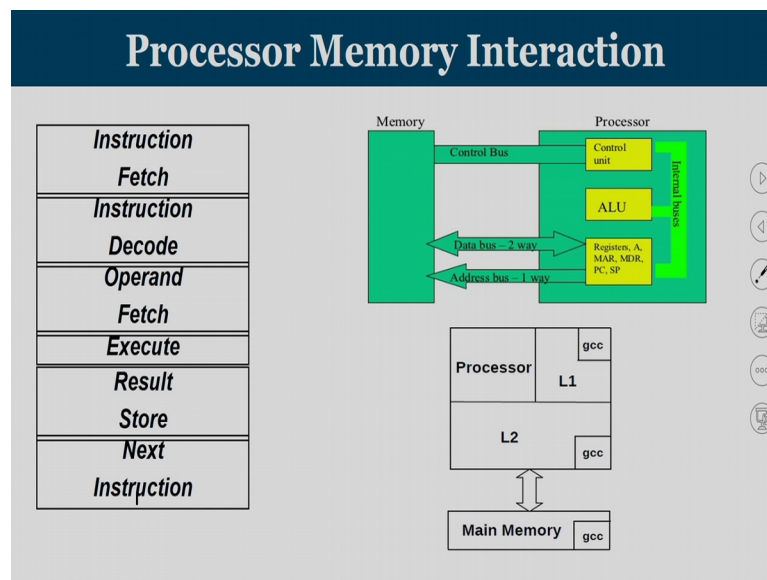 Processor Memory Interaction
Instruction
Fetch
Instruction
Decode
Operand
Fetch
Execute
Result
Store
Next
Instruction
Memory
Processor
Control Bus
Control
unit
ALU
Internal buses
Data bus – 2 way
Registers, A,
MAR, MDR,
PC, SP
Address bus – 1 way
Processor
gcc
L1
L2
gcc
Main Memory
gcc